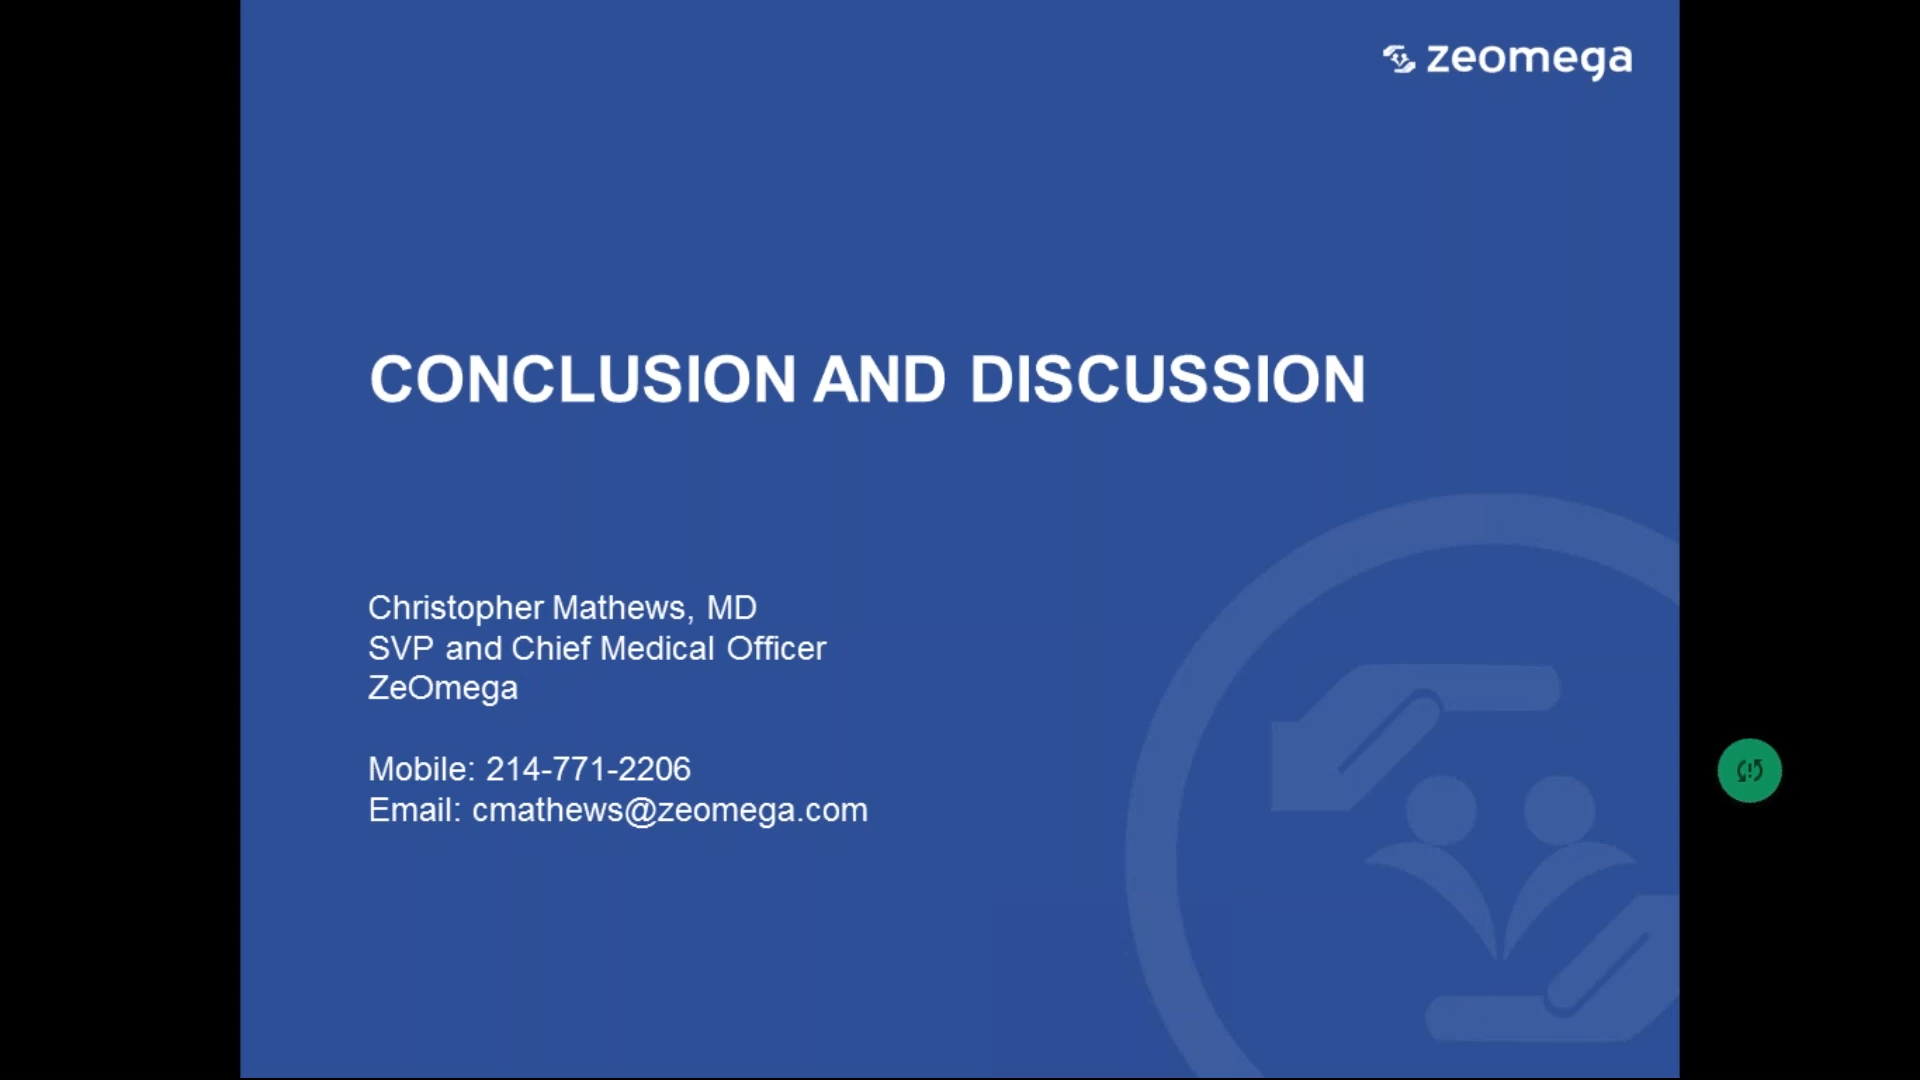 zeomega
CONCLUSION AND DISCUSSION
Christopher Mathews, MD
SVP and Chief Medical Officer
ZeOmega
Mobile: 214-771-2206
Email: cmathews@zeomega.com